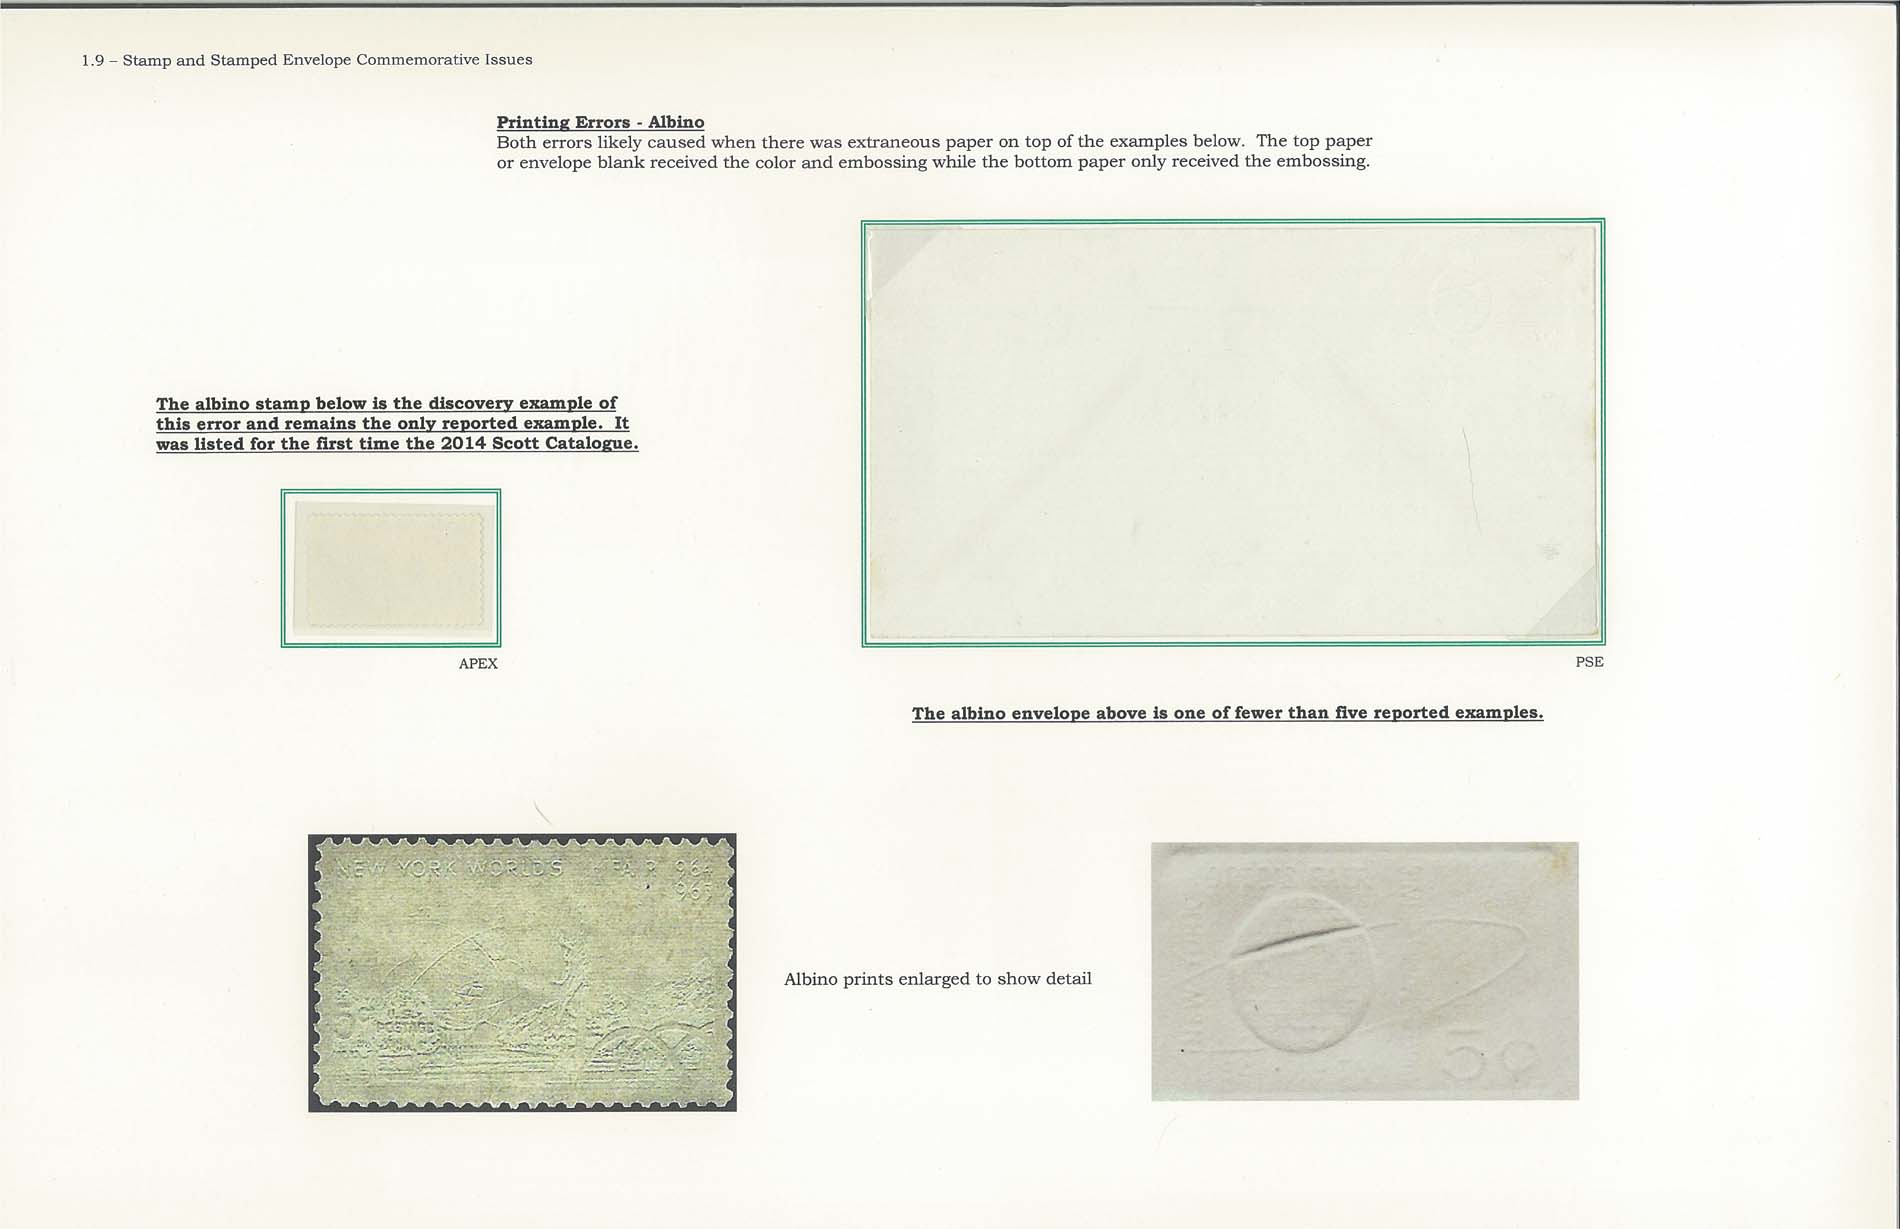 1.9 – Stamp and Stamped Envelope Commemorative Issues
Printing Errors - Albino
Both errors likely caused when there was extraneous paper on top of the examples below. The top paper
or envelope blank received the color and embossing while the bottom paper only received the embossing.
The albino stamp below is the discovery example of
this error and remains the only reported example. It
was listed for the first time the 2014 Scott Catalogue.
APEX
PSE
The albino envelope above is one of fewer than five reported examples.
NEW YORK WORLD'S FAIR 964
965
5c U.S.
POSTAGE
Albino prints enlarged to show detail
5c